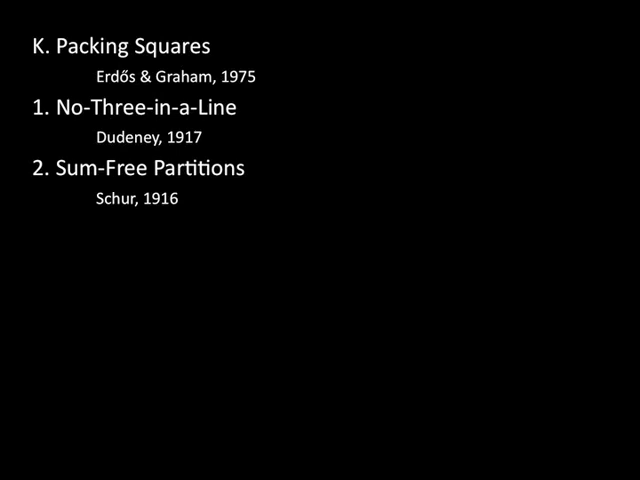 K. Packing Squares
Erdős & Graham, 1975
1. No-Three-in-a-Line
Dudeney, 1917
2. Sum-Free Partitions
Schur, 1916